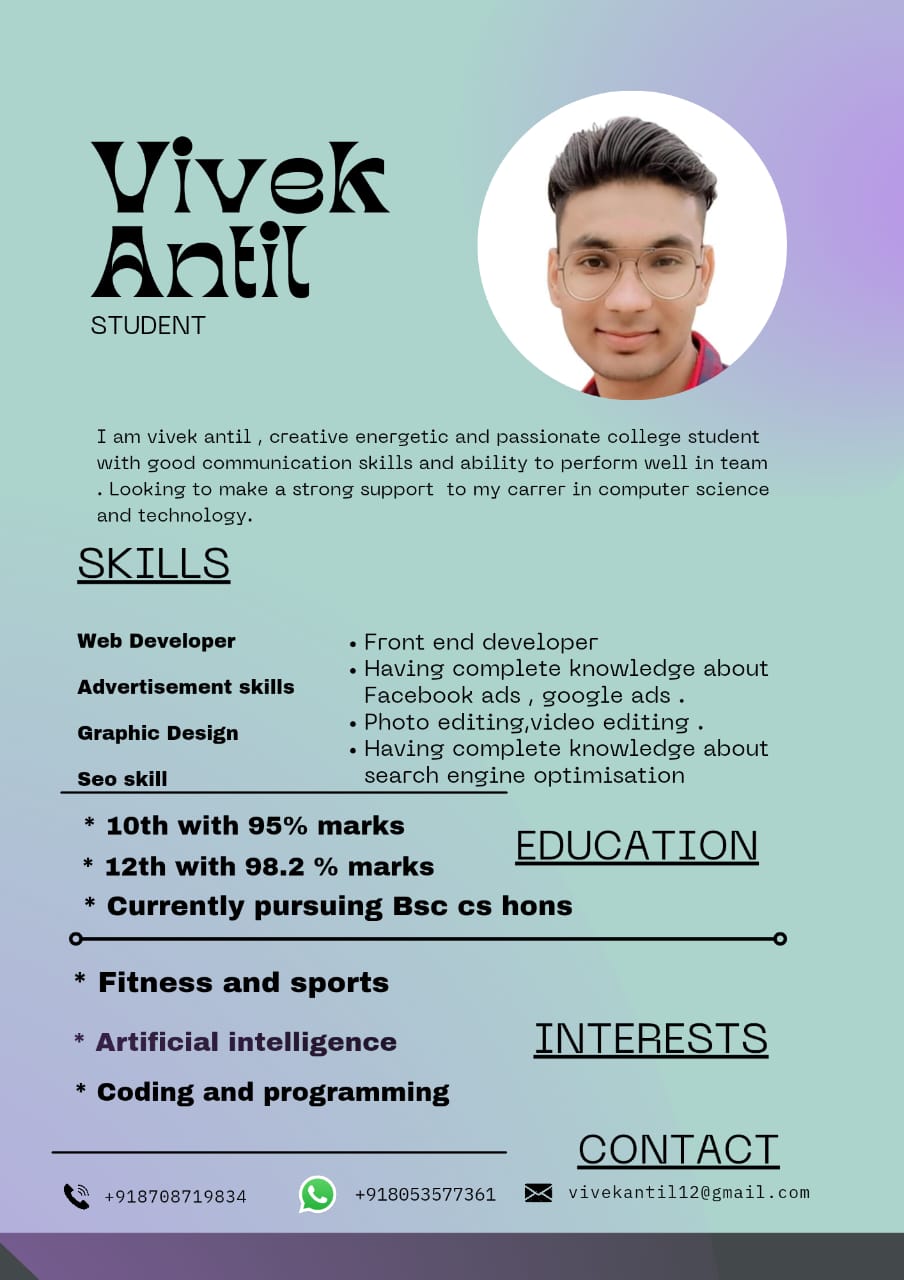 Vivek
Antil
STUDENT
I am vivek antil , creative energetic and passionate college student
with good communication skills and ability to perform well in team
. Looking to make a strong support  to my carrer in computer science
and technology.
SKILLS
Web Developer
Advertisement skills
Graphic Design
Seo skill
• Front end developer
• Having complete knowledge about
Facebook ads , google ads .
• Photo editing,video editing .
• Having complete knowledge about
search engine optimisation
EDUCATION
* 10th with 95% marks
* 12th with 98.2 % marks
* Currently pursuing Bsc cs hons
INTERESTS
* Fitness and sports
* Artificial intelligence
* Coding and programming
CONTACT
+918708719834
+918053577361
vivekantil12@gmail.com